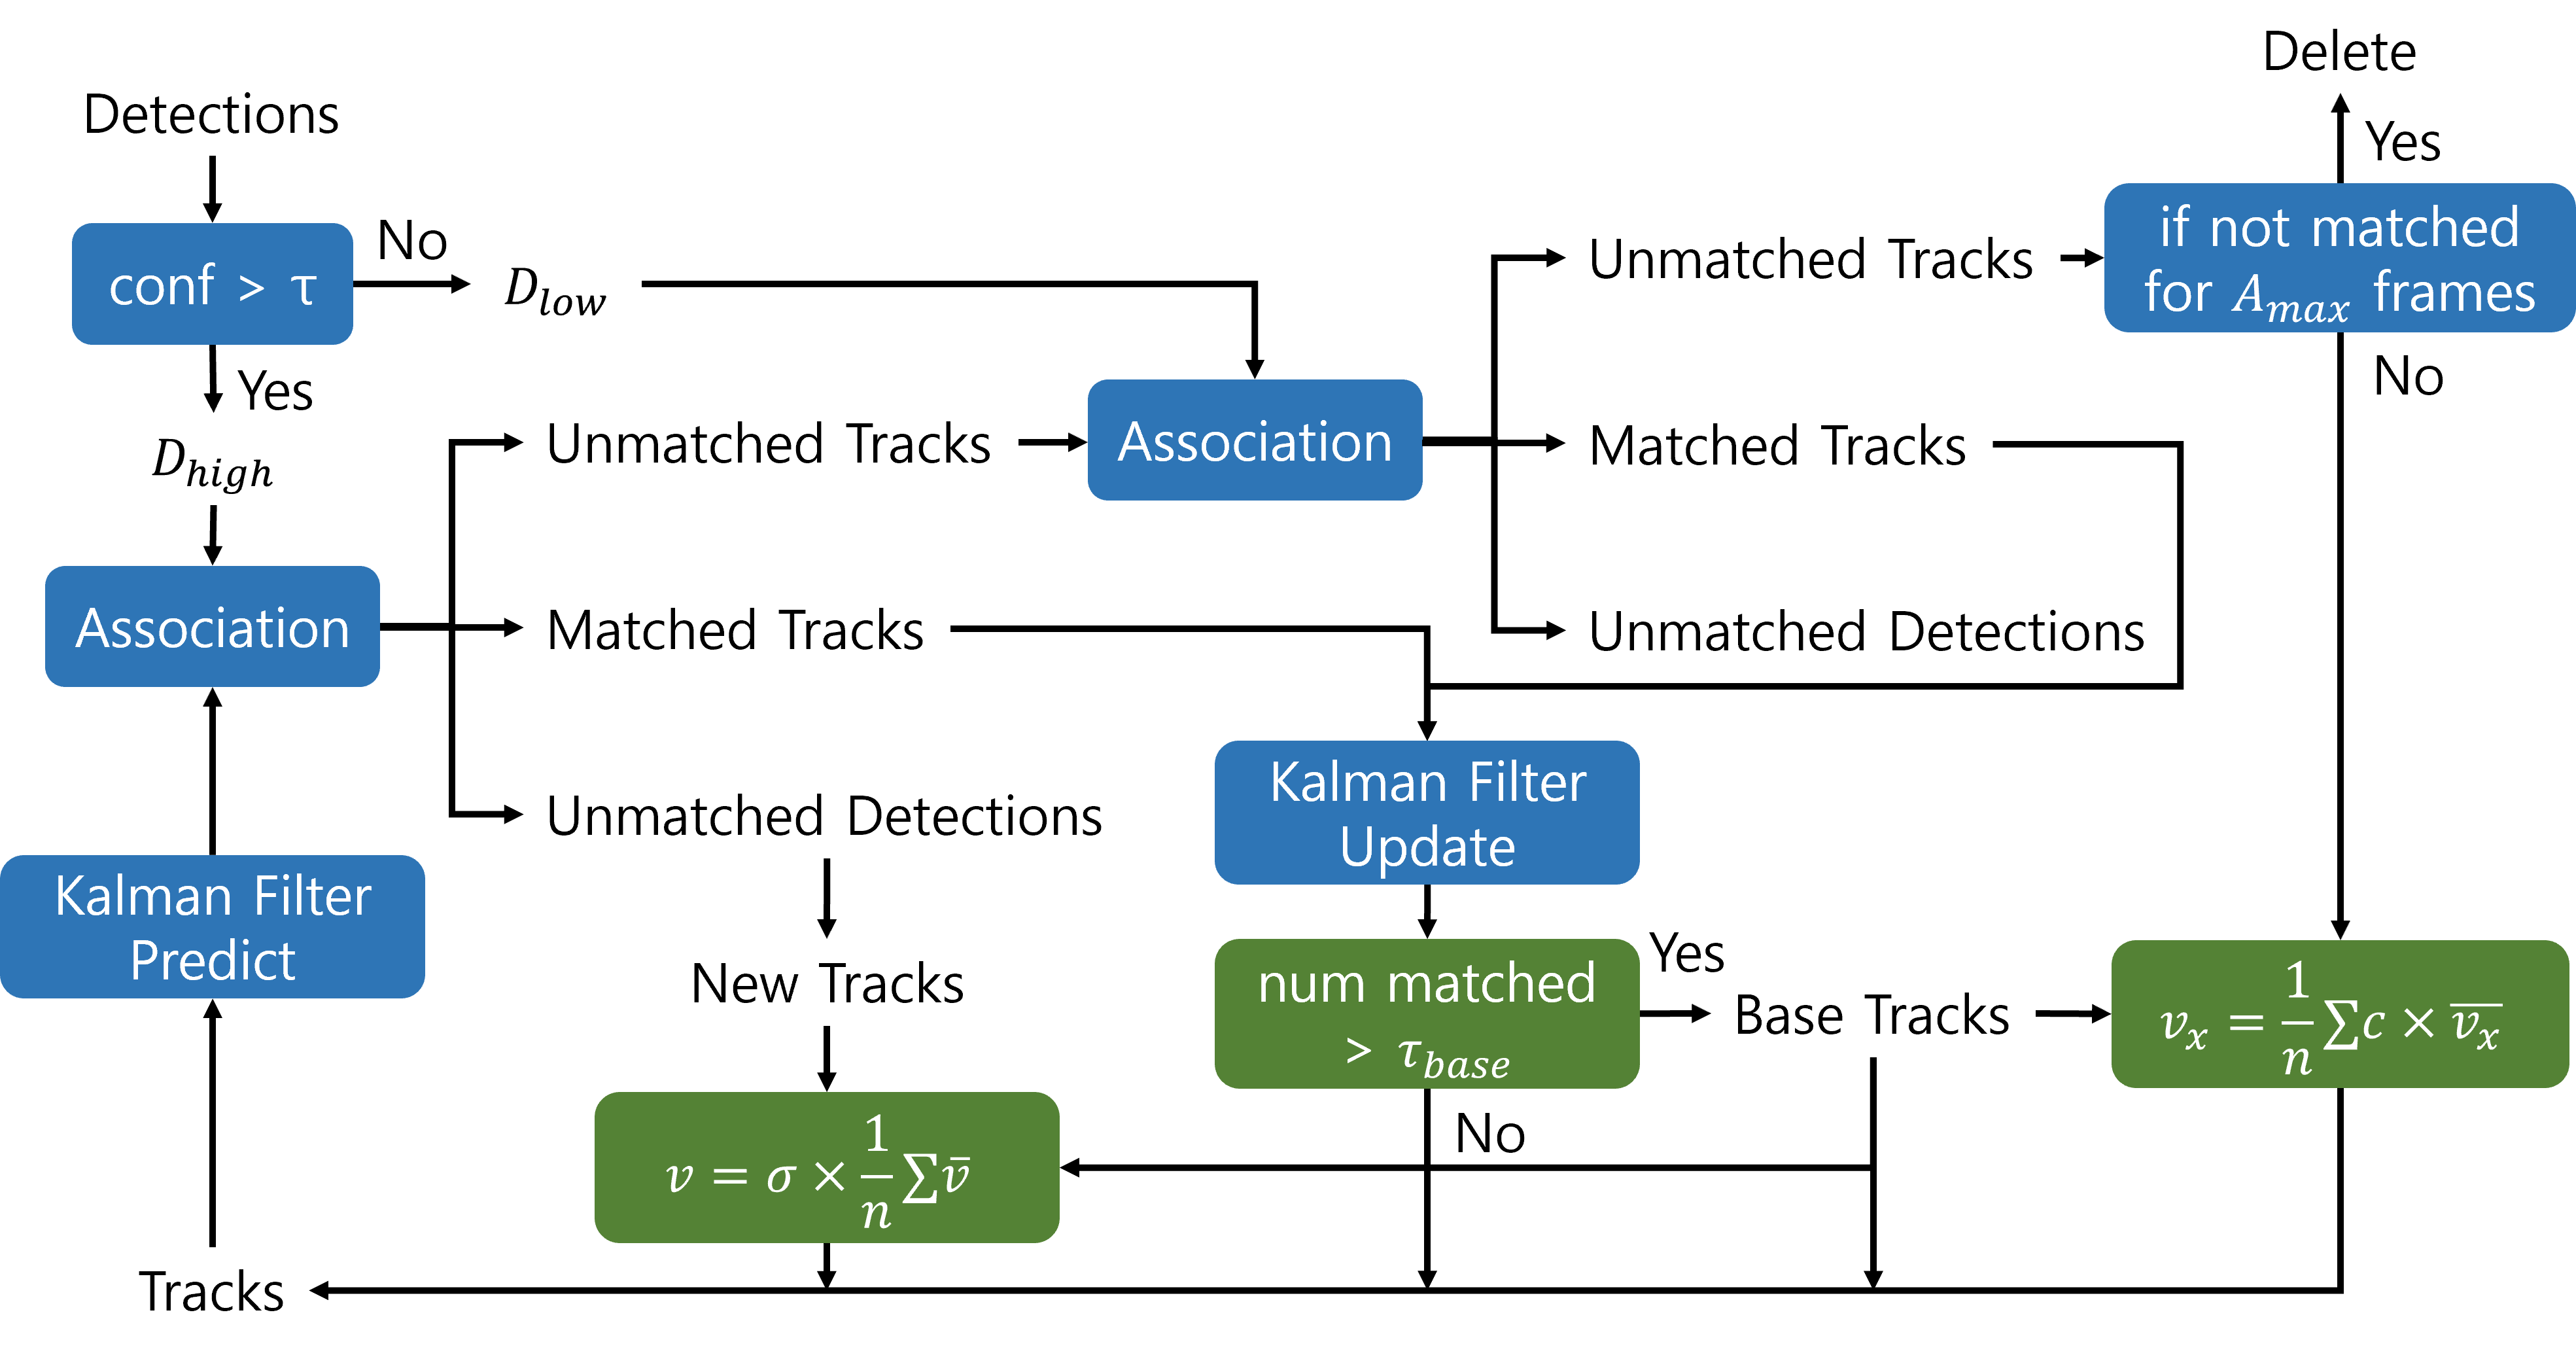 Delete
Detections
Yes
No
conf > τ
D_low
Unmatched Tracks
if not matched
for A_max frames
Yes
No
D_high
Unmatched Tracks
Association
Matched Tracks
Association
Matched Tracks
Unmatched Detections
Unmatched Detections
Kalman Filter
Update
Kalman Filter
Predict
New Tracks
num matched
> τ_base
Yes
Base Tracks
v_x = 1/n ∑c × v̅_x̅
No
v = σ × 1/n ∑v̅
Tracks